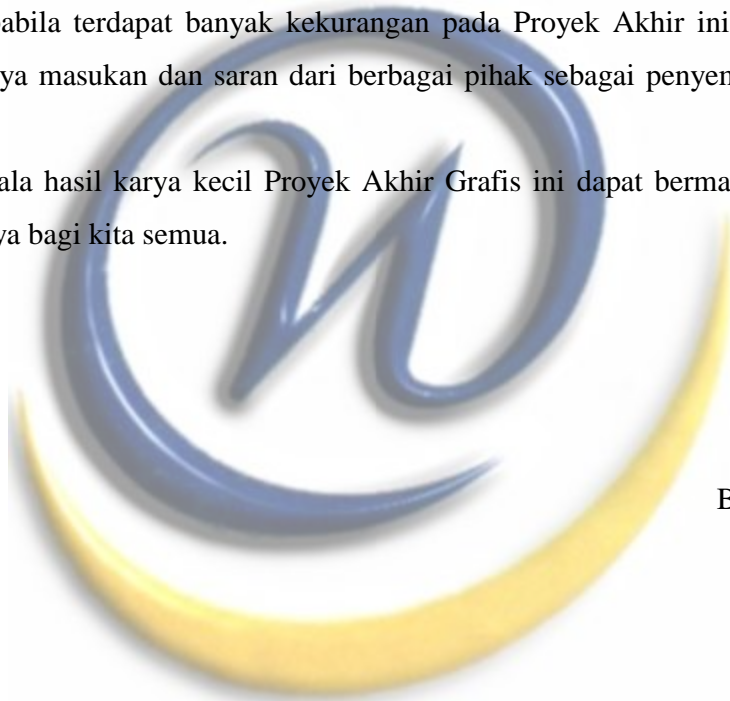 abila terdapat banyak kekurangan pada Proyek Akhir ini
ya masukan dan saran dari berbagai pihak sebagai penyem
ala hasil karya kecil Proyek Akhir Grafis ini dapat berma
ya bagi kita semua.
B